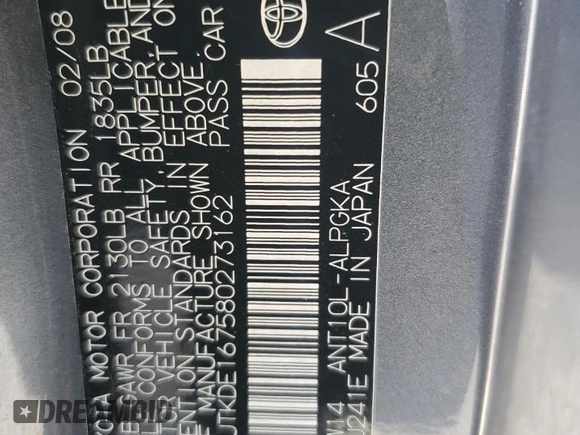 OTA MOTOR CORPORATION 02/08
GAWR FR 2130LB RR 1835LB
CONFORMS TO ALL APPLICABLE
VEHICLE SAFETY, BUMPER, AND
ENTION STANDARDS IN EFFECT ON
MANUFACTURE SHOWN ABOVE.
JTKDE167580273162 PASS CAR
ANT10L-ALPGKA 605 A
241E MADE IN JAPAN
DREAMBID